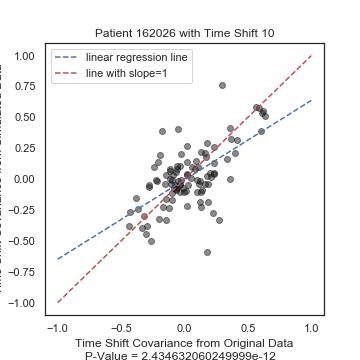 Patient 162026 with Time Shift 10
linear regression line
line with slope=1
1.00
0.75
0.50
0.25
0.00
−0.25
−0.50
−0.75
−1.00
−1.0
−0.5
0.0
0.5
1.0
Time Shift Covariance from Original Data
P-Value = 2.434632060249999e-12